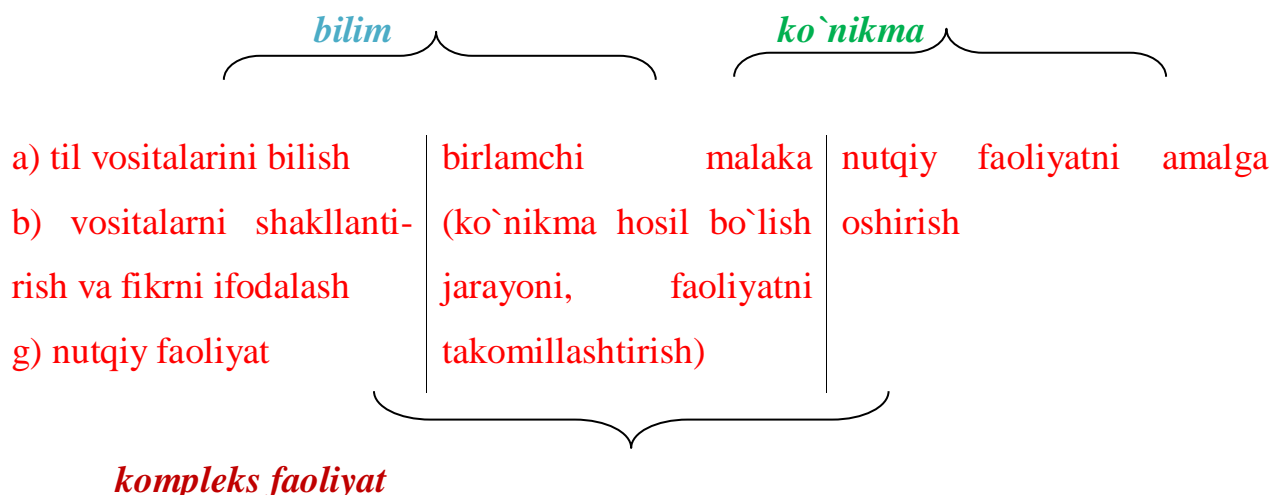 bilim
ko`nikma
a) til vositalarini bilish
b) vositalarni shakllanti-
rish va fikrni ifodalash
g) nutqiy faoliyat
birlamchi malaka
(ko`nikma hosil bo`lish
jarayoni, faoliyatni
takomillashtirish)
nutqiy faoliyatni amalga
oshirish
kompleks faoliyat